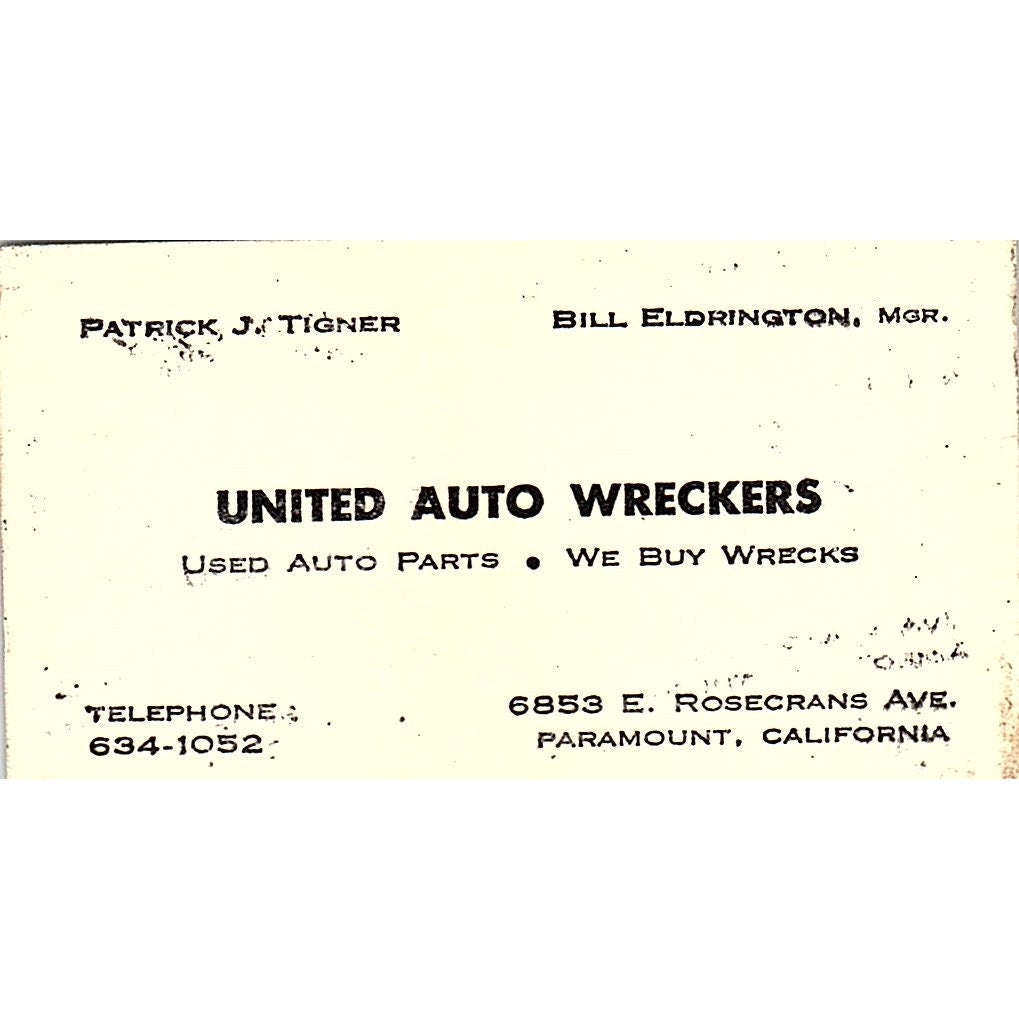 PATRICK J. TIGNER
BILL ELDRINGTON, MGR.
UNITED AUTO WRECKERS
USED AUTO PARTS • WE BUY WRECKS
TELEPHONE
634-1052
6853 E. ROSECRANS AVE.
PARAMOUNT, CALIFORNIA